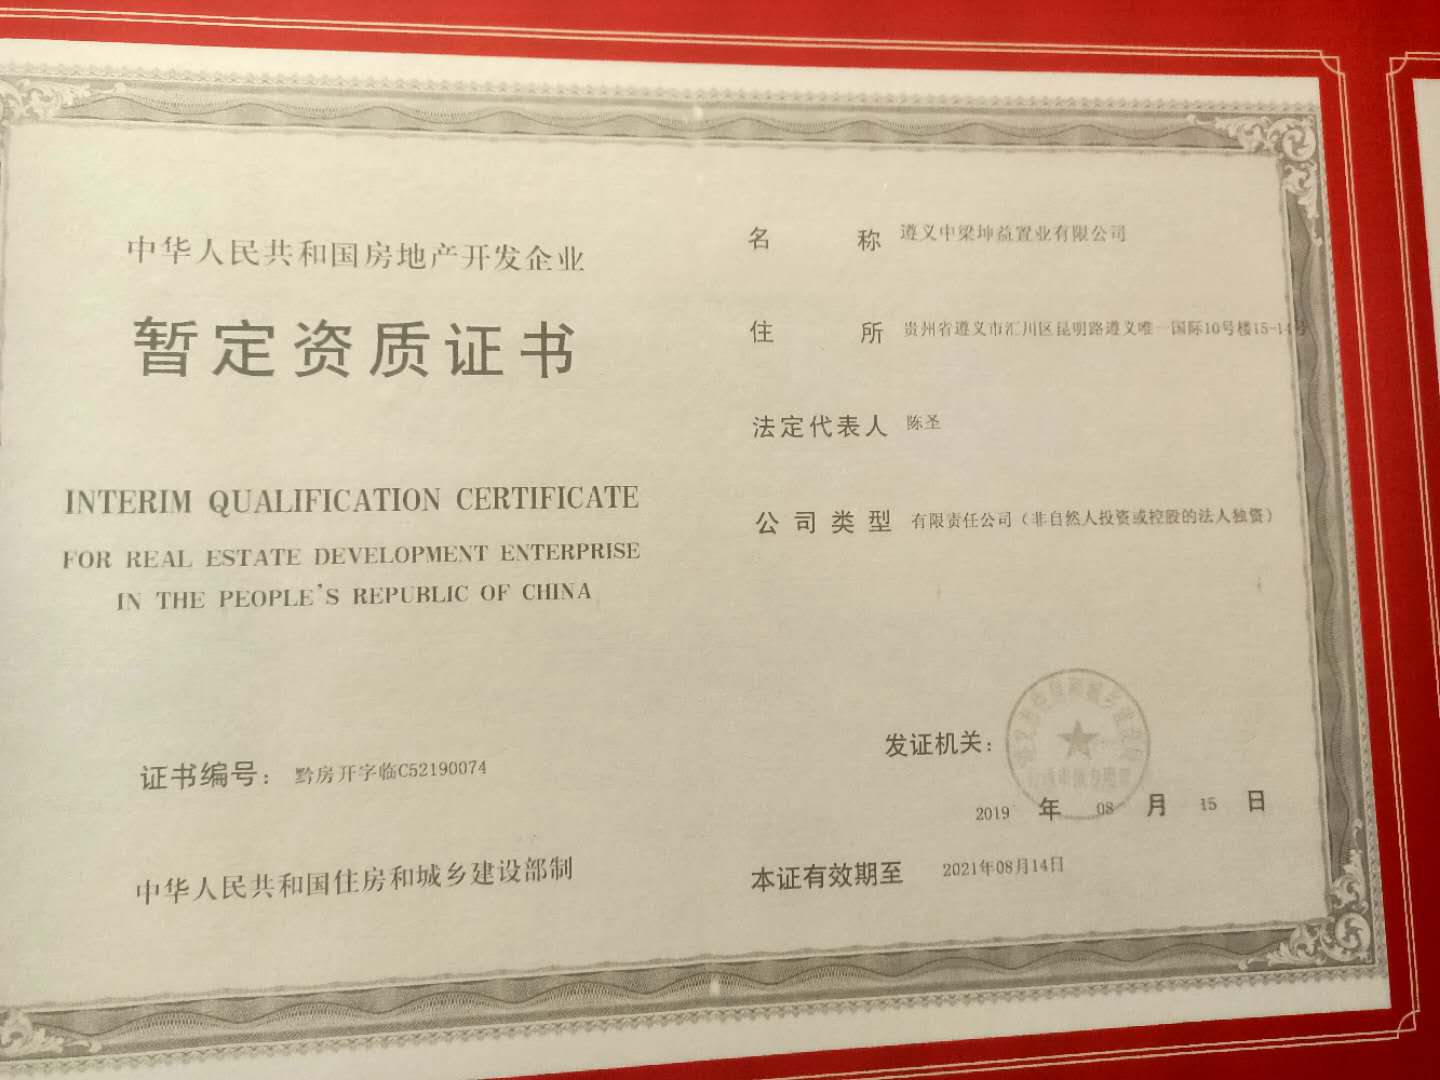 中华人民共和国房地产开发企业
暂定资质证书
INTERIM QUALIFICATION CERTIFICATE
FOR REAL ESTATE DEVELOPMENT ENTERPRISE
IN THE PEOPLE'S REPUBLIC OF CHINA
证书编号：黔房开字临C52190074
中华人民共和国住房和城乡建设部制
名称 遵义中梁坤益置业有限公司
住所 贵州省遵义市汇川区昆明路遵义唯一国际10号楼15-14号
法定代表人 陈圣
公司类型 有限责任公司（非自然人投资或控股的法人独资）
发证机关：
2019 年 08 月 15 日
本证有效期至 2021年08月14日